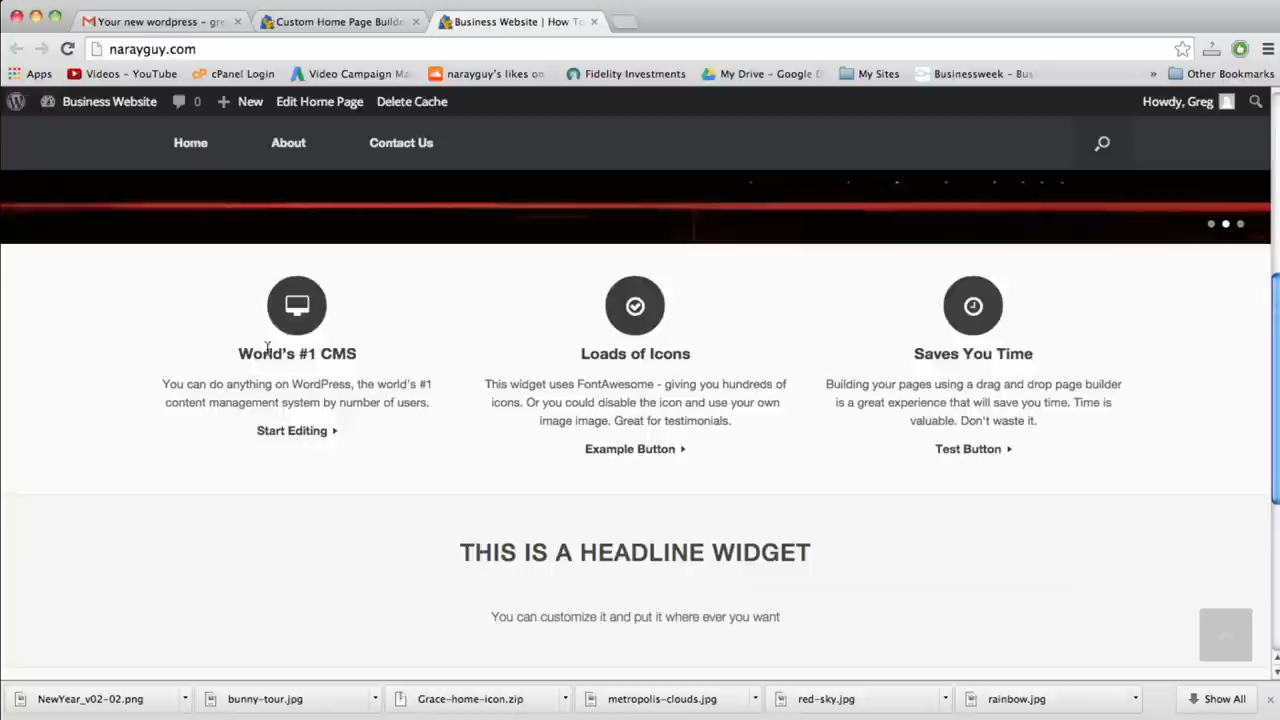 Your new wordpress – gre
Custom Home Page Builde
Business Website | How To
narayguy.com
Apps
Videos – YouTube
cPanel Login
Video Campaign Ma
narayguy's likes on
Fidelity Investments
My Drive – Google D
My Sites
Businessweek – Bus
»
Other Bookmarks
Business Website
0
+ New
Edit Home Page
Delete Cache
Howdy, Greg
Home
About
Contact Us
World's #1 CMS
You can do anything on WordPress, the world's #1
content management system by number of users.
Start Editing
Loads of Icons
This widget uses FontAwesome - giving you hundreds of
icons. Or you could disable the icon and use your own
image image. Great for testimonials.
Example Button
Saves You Time
Building your pages using a drag and drop page builder
is a great experience that will save you time. Time is
valuable. Don't waste it.
Test Button
THIS IS A HEADLINE WIDGET
You can customize it and put it where ever you want
NewYear_v02-02.png
bunny-tour.jpg
Grace-home-icon.zip
metropolis-clouds.jpg
red-sky.jpg
rainbow.jpg
Show All